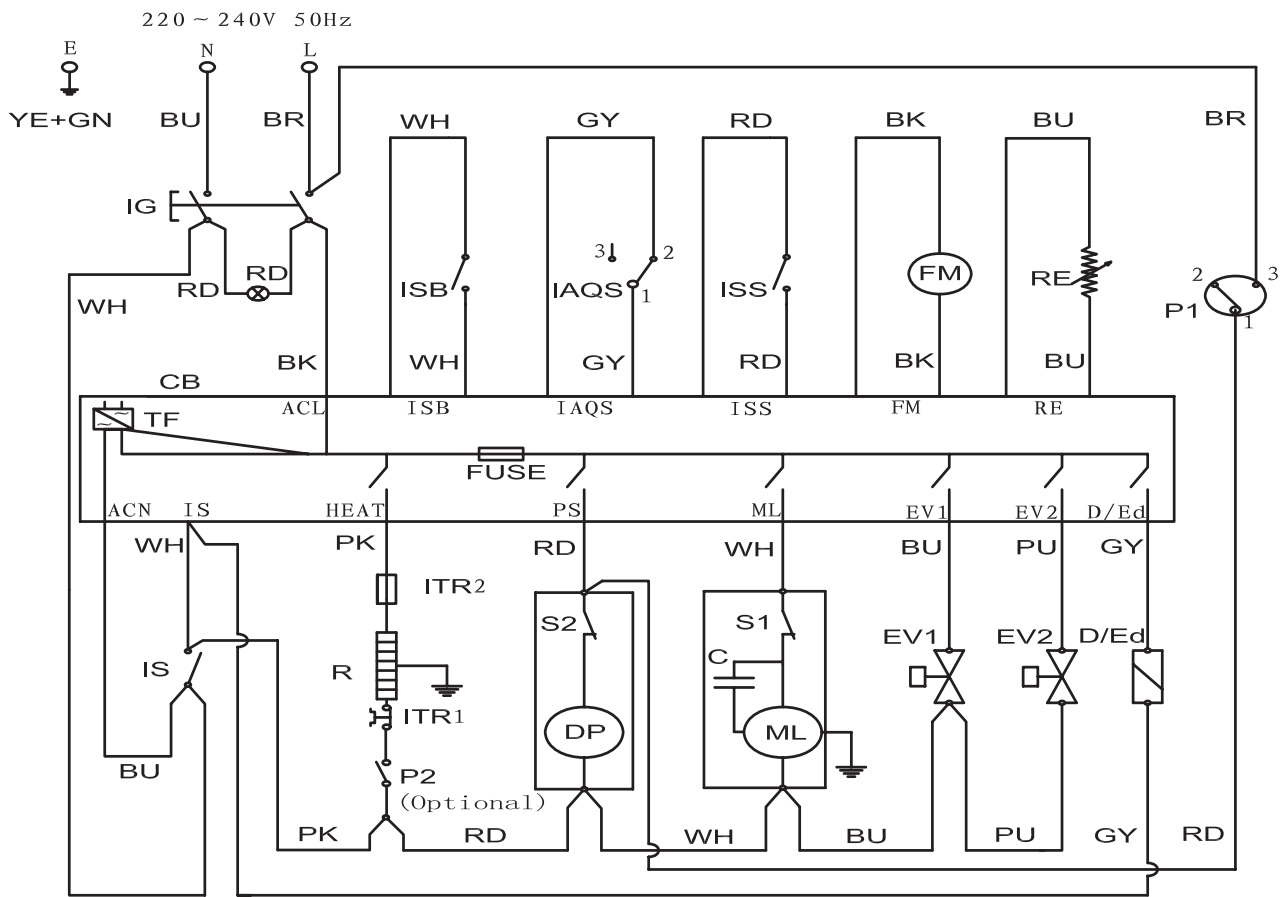 220～240V 50Hz
E N L
YE+GN BU BR WH GY RD BK BU BR
IG
3 2
RD
RD ISB IAQS 1 ISS FM RE 2 3
WH P1 1
BK WH GY RD BK BU
CB
ACL ISB IAQS ISS FM RE
TF
FUSE
ACN IS HEAT PS ML EV1 EV2 D/Ed
WH PK RD WH BU PU GY
ITR2
S2 S1
EV1 EV2 D/Ed
IS R C
ITR1
DP ML
BU P2
(Optional)
PK RD WH BU PU GY RD